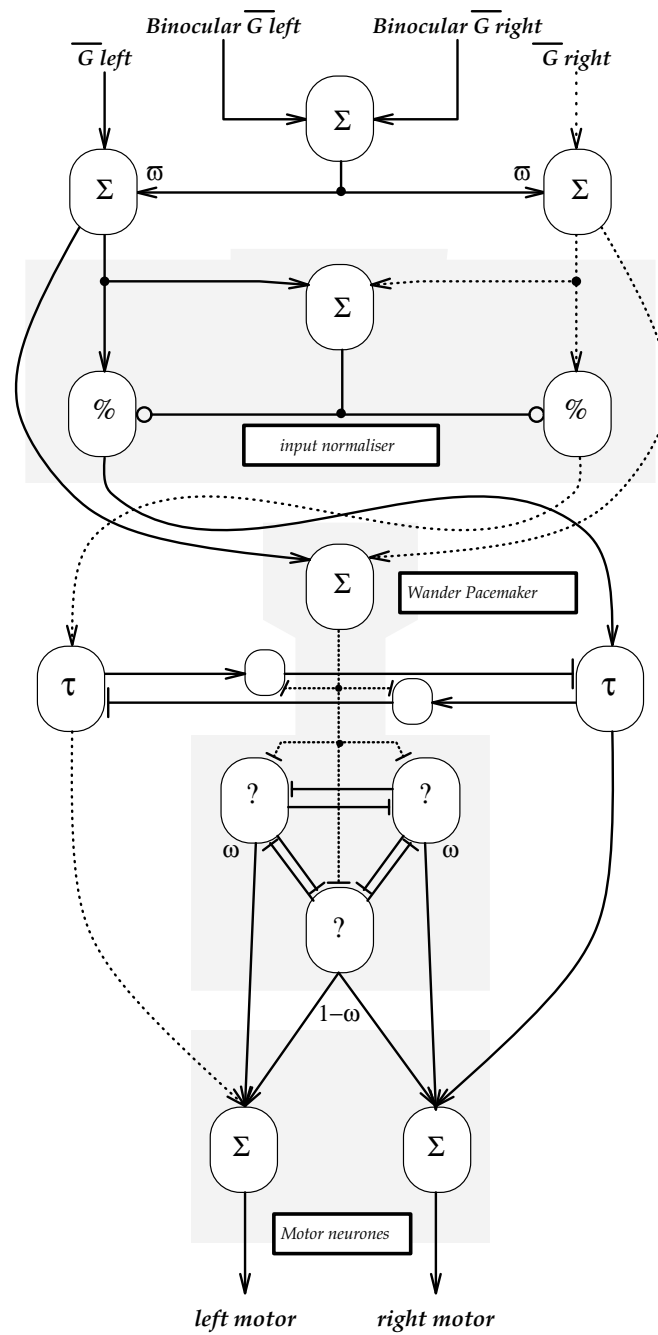 Binocular G̅ left
Binocular G̅ right
G̅ left
G̅ right
Σ
ϖ
ϖ
Σ
Σ
Σ
%
%
input normaliser
Σ
Wander Pacemaker
τ
τ
?
?
ω
ω
?
1−ω
Σ
Σ
Motor neurones
left motor
right motor